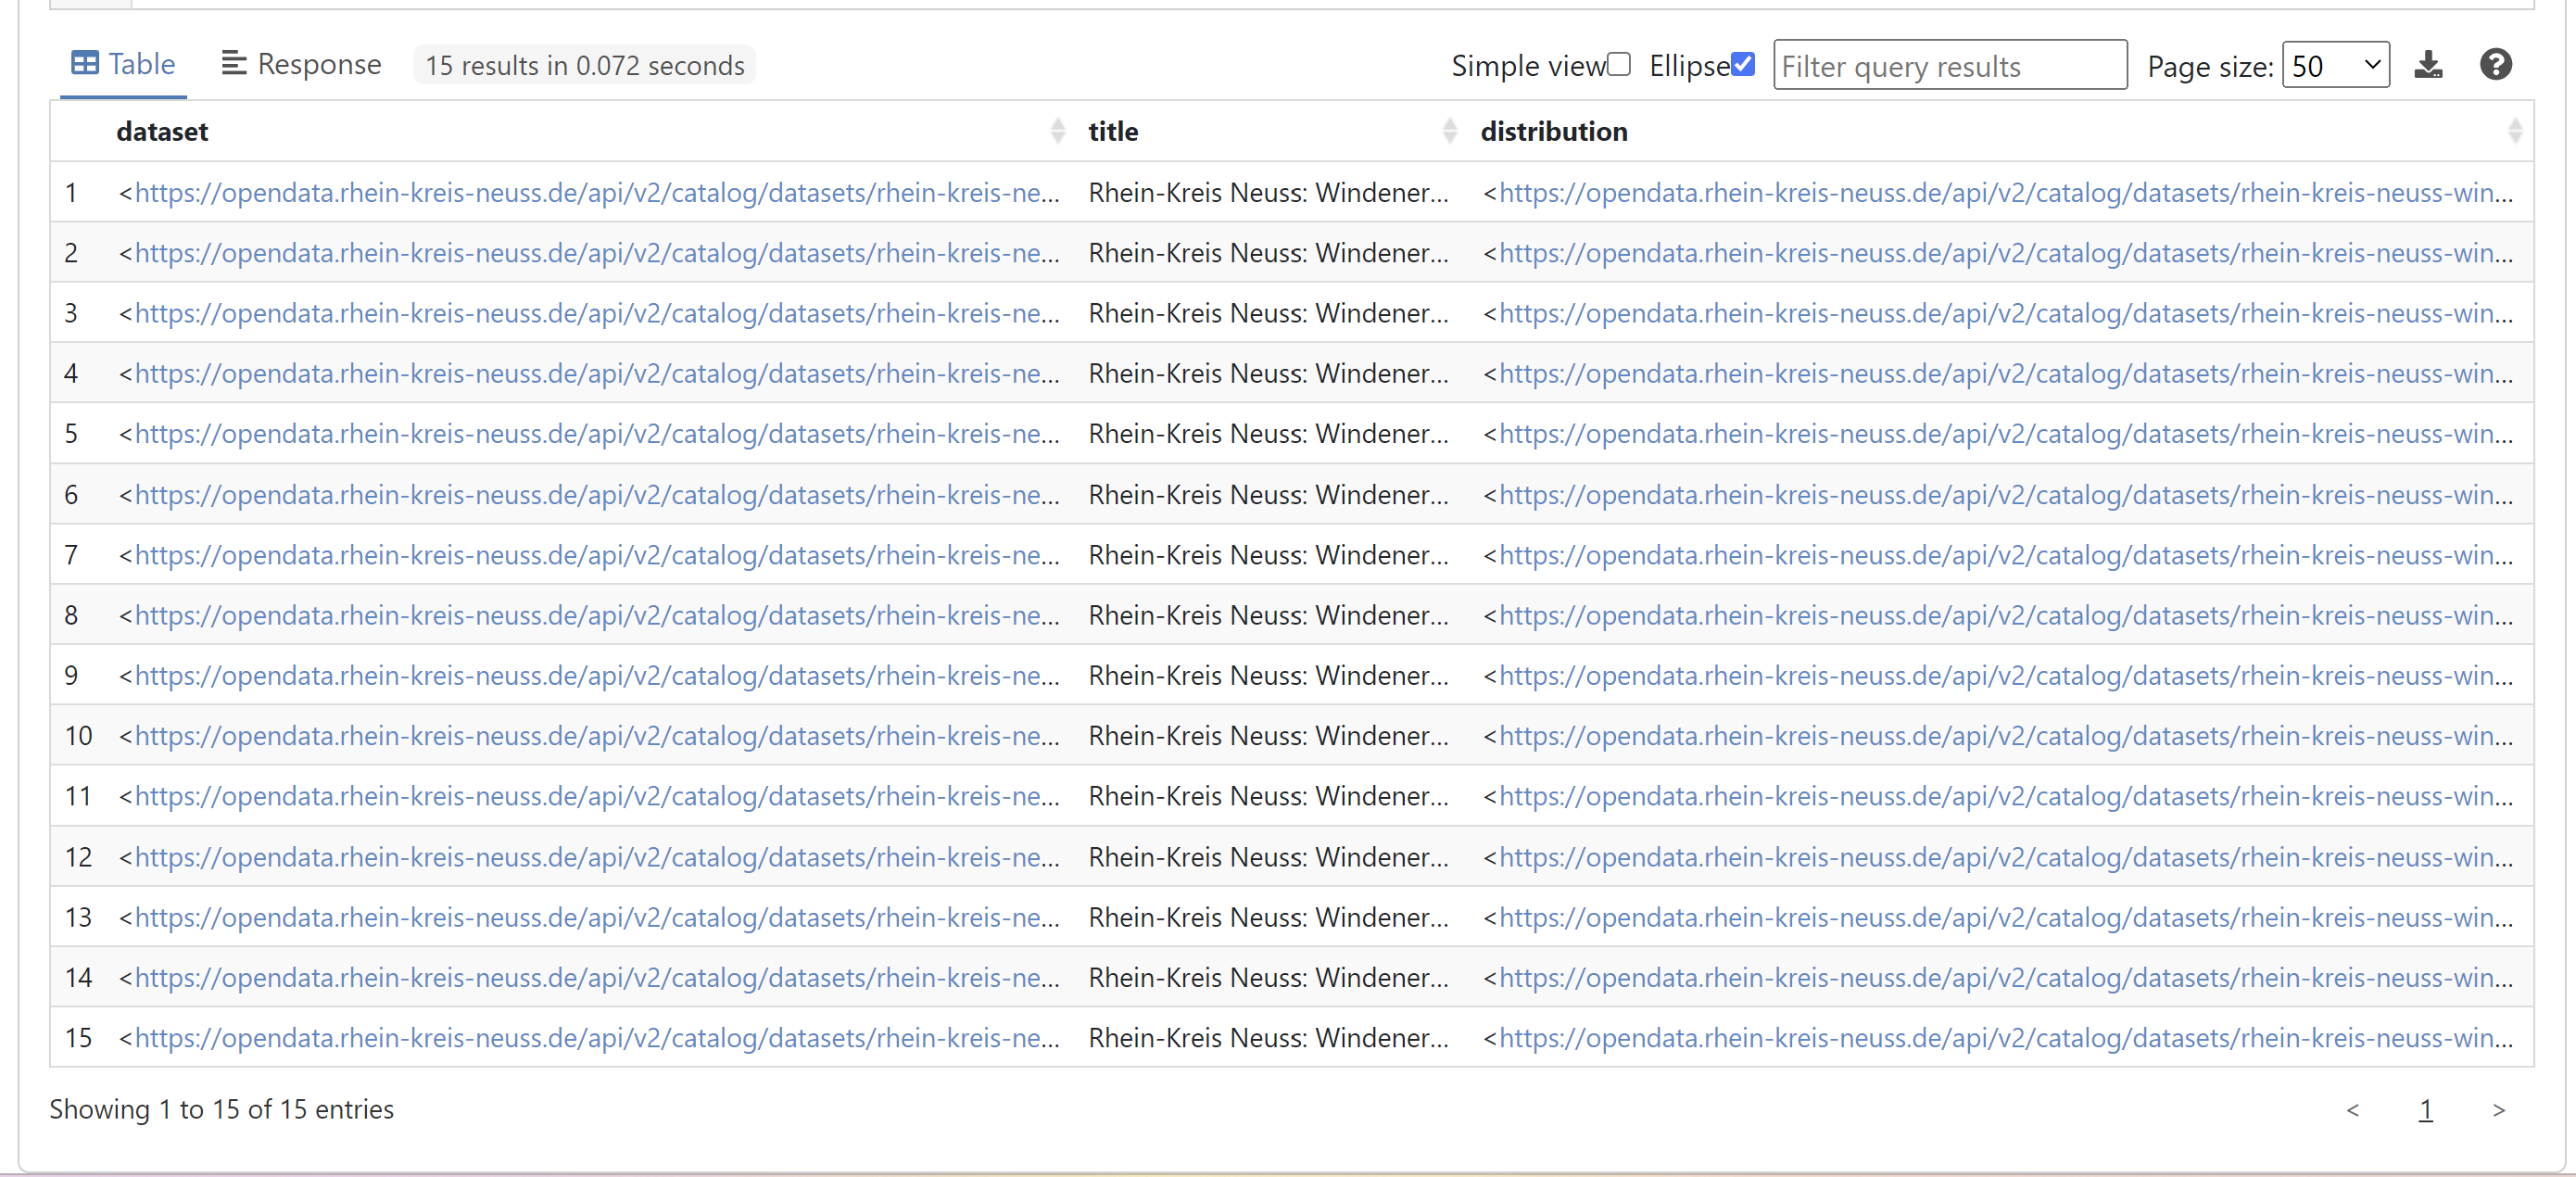 Table Response 15 results in 0.072 seconds Simple view Ellipse Filter query results Page size: 50
dataset title distribution
1 <https://opendata.rhein-kreis-neuss.de/api/v2/catalog/datasets/rhein-kreis-ne... Rhein-Kreis Neuss: Windener... <https://opendata.rhein-kreis-neuss.de/api/v2/catalog/datasets/rhein-kreis-neuss-win...
2 <https://opendata.rhein-kreis-neuss.de/api/v2/catalog/datasets/rhein-kreis-ne... Rhein-Kreis Neuss: Windener... <https://opendata.rhein-kreis-neuss.de/api/v2/catalog/datasets/rhein-kreis-neuss-win...
3 <https://opendata.rhein-kreis-neuss.de/api/v2/catalog/datasets/rhein-kreis-ne... Rhein-Kreis Neuss: Windener... <https://opendata.rhein-kreis-neuss.de/api/v2/catalog/datasets/rhein-kreis-neuss-win...
4 <https://opendata.rhein-kreis-neuss.de/api/v2/catalog/datasets/rhein-kreis-ne... Rhein-Kreis Neuss: Windener... <https://opendata.rhein-kreis-neuss.de/api/v2/catalog/datasets/rhein-kreis-neuss-win...
5 <https://opendata.rhein-kreis-neuss.de/api/v2/catalog/datasets/rhein-kreis-ne... Rhein-Kreis Neuss: Windener... <https://opendata.rhein-kreis-neuss.de/api/v2/catalog/datasets/rhein-kreis-neuss-win...
6 <https://opendata.rhein-kreis-neuss.de/api/v2/catalog/datasets/rhein-kreis-ne... Rhein-Kreis Neuss: Windener... <https://opendata.rhein-kreis-neuss.de/api/v2/catalog/datasets/rhein-kreis-neuss-win...
7 <https://opendata.rhein-kreis-neuss.de/api/v2/catalog/datasets/rhein-kreis-ne... Rhein-Kreis Neuss: Windener... <https://opendata.rhein-kreis-neuss.de/api/v2/catalog/datasets/rhein-kreis-neuss-win...
8 <https://opendata.rhein-kreis-neuss.de/api/v2/catalog/datasets/rhein-kreis-ne... Rhein-Kreis Neuss: Windener... <https://opendata.rhein-kreis-neuss.de/api/v2/catalog/datasets/rhein-kreis-neuss-win...
9 <https://opendata.rhein-kreis-neuss.de/api/v2/catalog/datasets/rhein-kreis-ne... Rhein-Kreis Neuss: Windener... <https://opendata.rhein-kreis-neuss.de/api/v2/catalog/datasets/rhein-kreis-neuss-win...
10 <https://opendata.rhein-kreis-neuss.de/api/v2/catalog/datasets/rhein-kreis-ne... Rhein-Kreis Neuss: Windener... <https://opendata.rhein-kreis-neuss.de/api/v2/catalog/datasets/rhein-kreis-neuss-win...
11 <https://opendata.rhein-kreis-neuss.de/api/v2/catalog/datasets/rhein-kreis-ne... Rhein-Kreis Neuss: Windener... <https://opendata.rhein-kreis-neuss.de/api/v2/catalog/datasets/rhein-kreis-neuss-win...
12 <https://opendata.rhein-kreis-neuss.de/api/v2/catalog/datasets/rhein-kreis-ne... Rhein-Kreis Neuss: Windener... <https://opendata.rhein-kreis-neuss.de/api/v2/catalog/datasets/rhein-kreis-neuss-win...
13 <https://opendata.rhein-kreis-neuss.de/api/v2/catalog/datasets/rhein-kreis-ne... Rhein-Kreis Neuss: Windener... <https://opendata.rhein-kreis-neuss.de/api/v2/catalog/datasets/rhein-kreis-neuss-win...
14 <https://opendata.rhein-kreis-neuss.de/api/v2/catalog/datasets/rhein-kreis-ne... Rhein-Kreis Neuss: Windener... <https://opendata.rhein-kreis-neuss.de/api/v2/catalog/datasets/rhein-kreis-neuss-win...
15 <https://opendata.rhein-kreis-neuss.de/api/v2/catalog/datasets/rhein-kreis-ne... Rhein-Kreis Neuss: Windener... <https://opendata.rhein-kreis-neuss.de/api/v2/catalog/datasets/rhein-kreis-neuss-win...
Showing 1 to 15 of 15 entries < 1 >